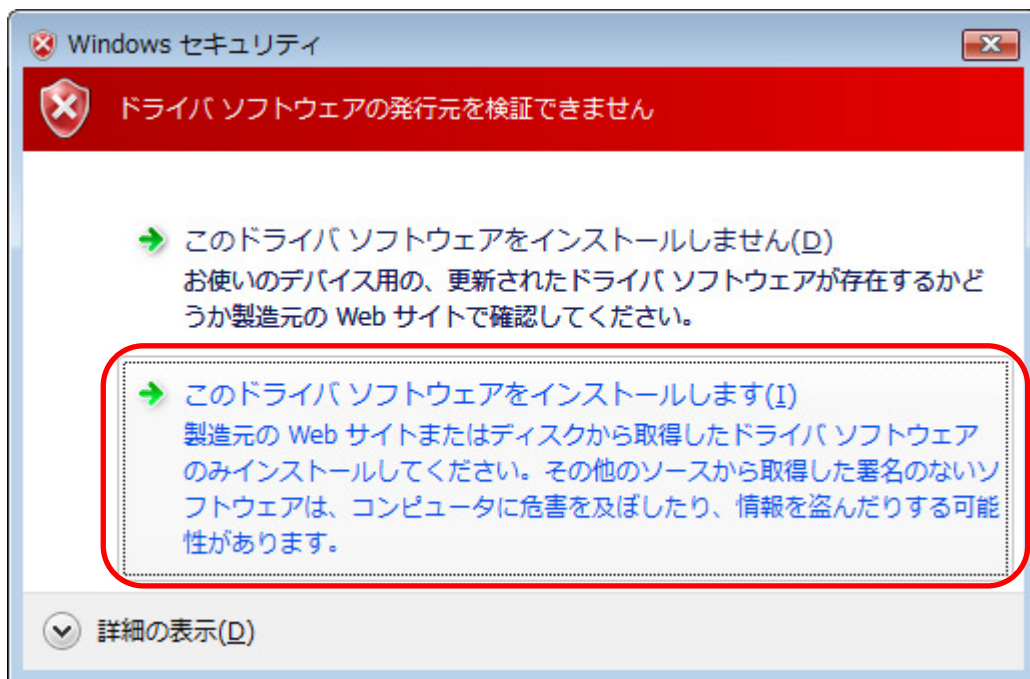 Windows セキュリティ
ドライバ ソフトウェアの発行元を検証できません
このドライバ ソフトウェアをインストールしません(D)
お使いのデバイス用の、更新されたドライバ ソフトウェアが存在するかど
うか製造元の Web サイトで確認してください。
このドライバ ソフトウェアをインストールします(I)
製造元の Web サイトまたはディスクから取得したドライバ ソフトウェア
のみインストールしてください。その他のソースから取得した署名のないソ
フトウェアは、コンピュータに危害を及ぼしたり、情報を盗んだりする可能
性があります。
詳細の表示(D)